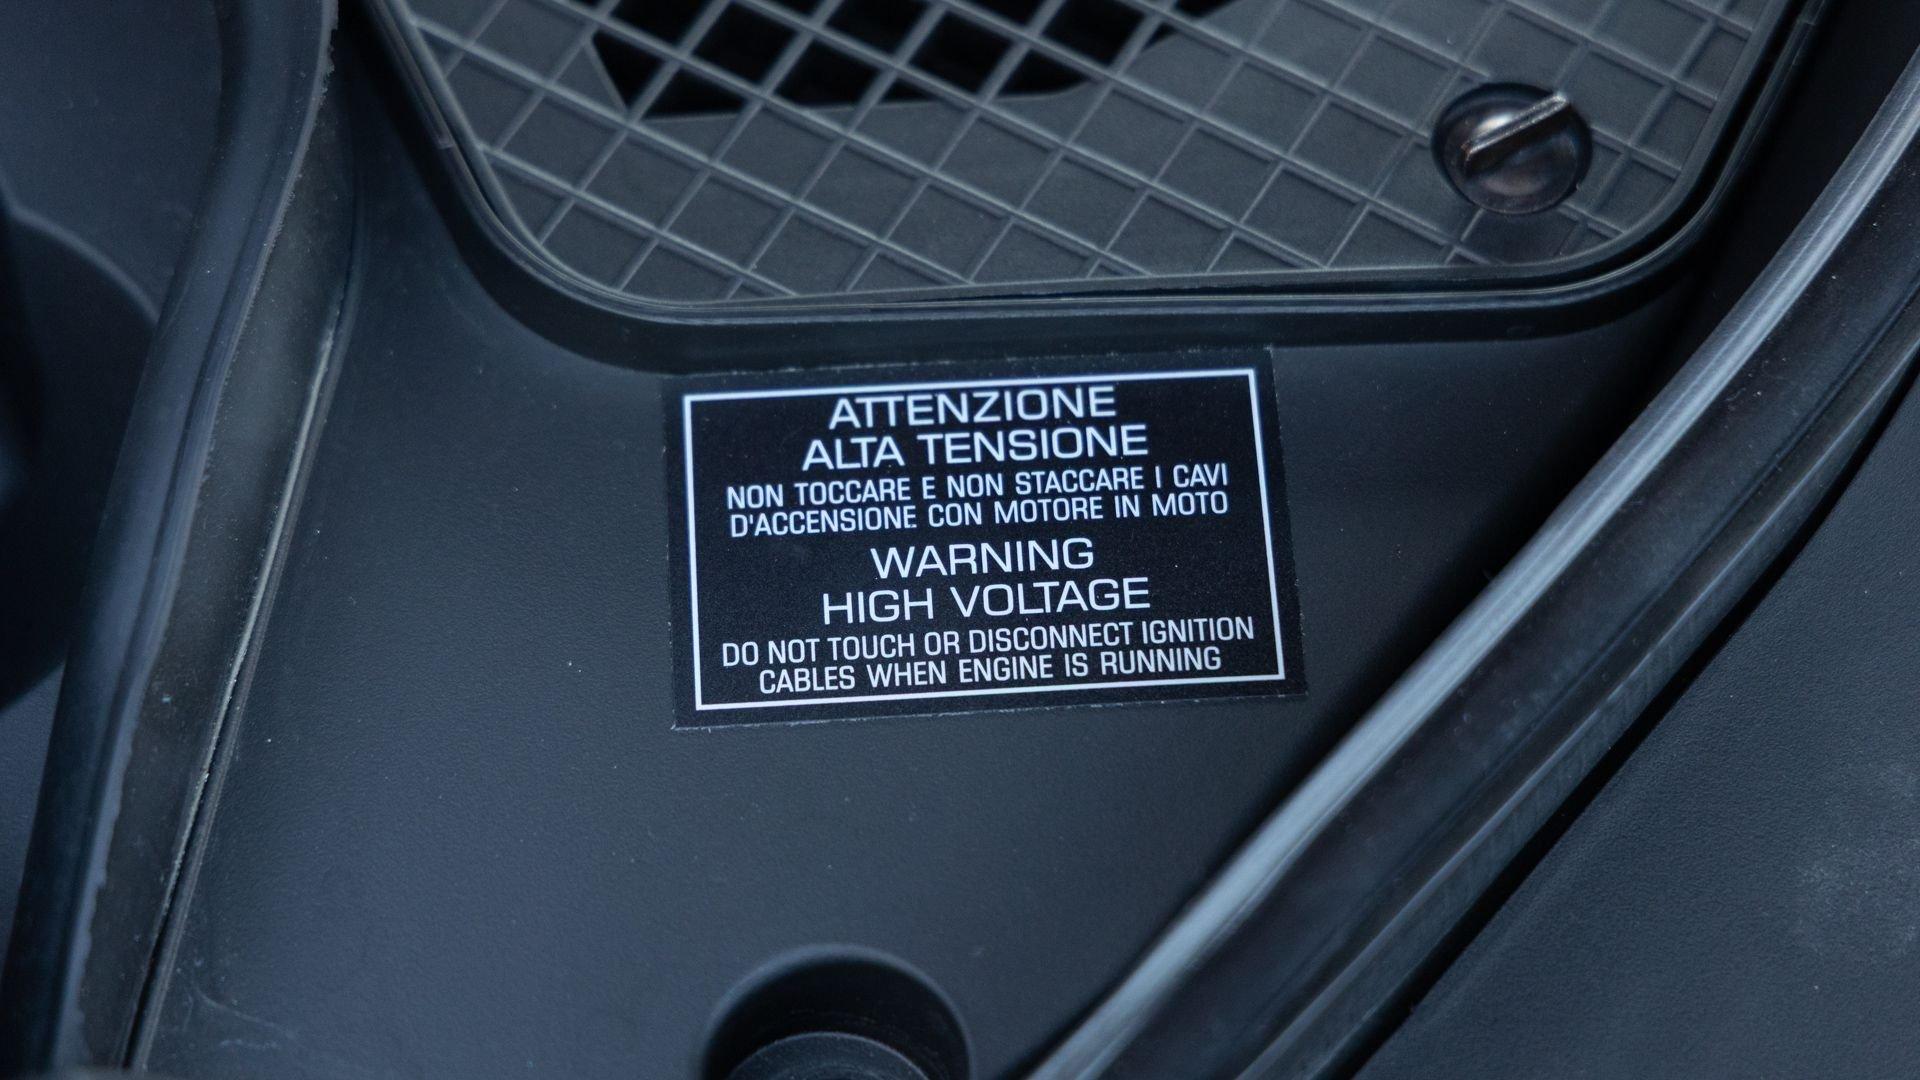 ATTENZIONE
ALTA TENSIONE
NON TOCCARE E NON STACCARE I CAVI
D'ACCENSIONE CON MOTORE IN MOTO
WARNING
HIGH VOLTAGE
DO NOT TOUCH OR DISCONNECT IGNITION
CABLES WHEN ENGINE IS RUNNING